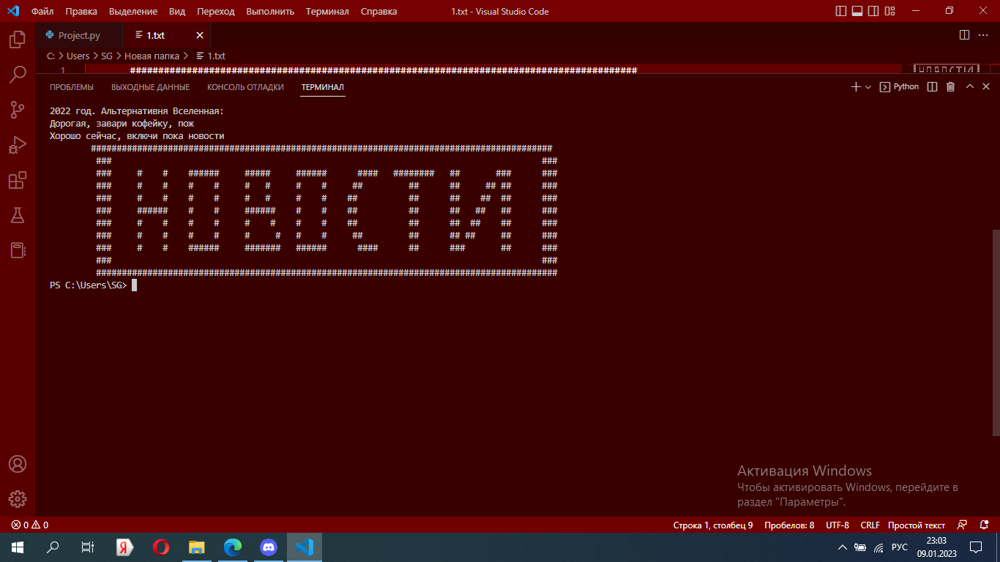 Файл Правка Выделение Вид Переход Выполнить Терминал Справка 1.txt - Visual Studio Code
Project.py 1.txt
C: > Users > SG > Новая папка > 1.txt
1 ##########################################################################################
ПРОБЛЕМЫ ВЫХОДНЫЕ ДАННЫЕ КОНСОЛЬ ОТЛАДКИ ТЕРМИНАЛ Python
2022 год. Альтернативня Вселенная:
Дорогая, завари кофейку, пож
Хорошо сейчас, включи пока новости
НОВОСТИ
PS C:\Users\SG>
Активация Windows
Чтобы активировать Windows, перейдите в
раздел "Параметры".
0 0 Строка 1, столбец 9 Пробелов: 8 UTF-8 CRLF Простой текст
РУС 23:03
09.01.2023